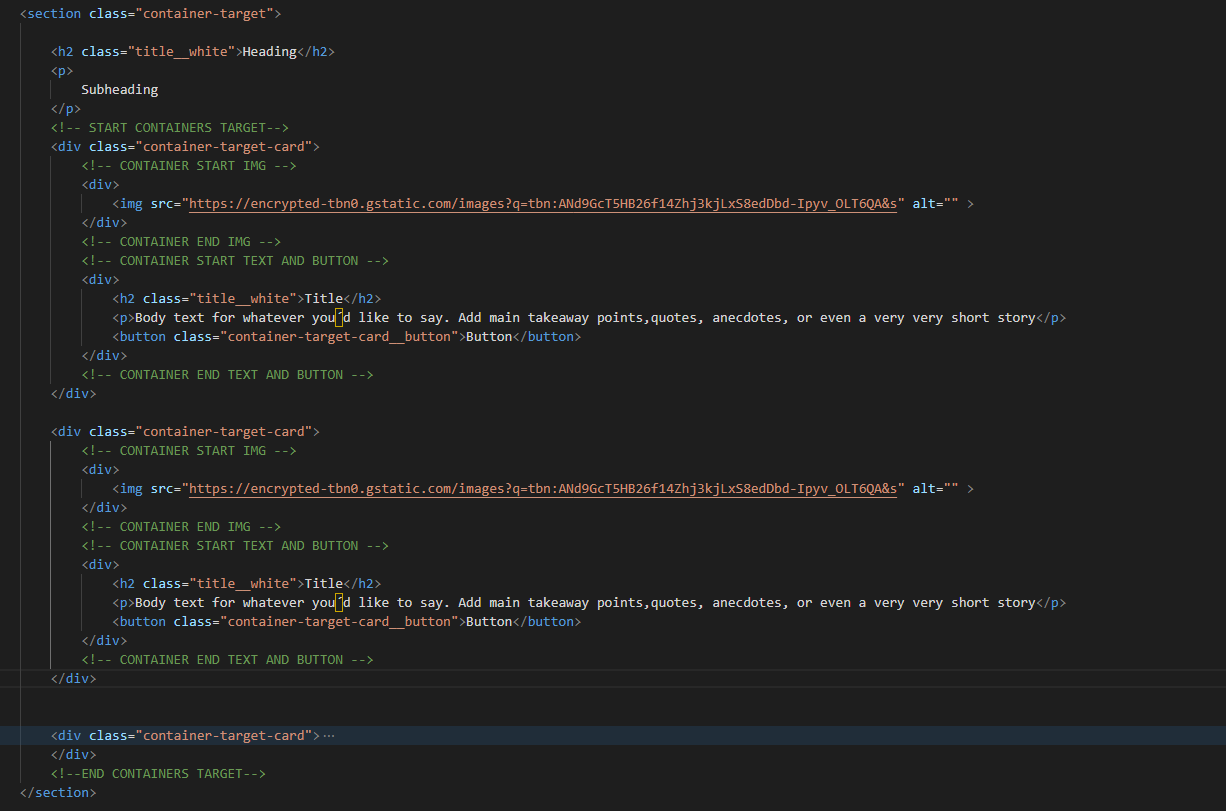 <section class="container-target">
<h2 class="title__white">Heading</h2>
<p>
Subheading
</p>
<!-- START CONTAINERS TARGET-->
<div class="container-target-card">
<!-- CONTAINER START IMG -->
<div>
<img src="https://encrypted-tbn0.gstatic.com/images?q=tbn:ANd9GcT5HB26f14Zhj3kjLxS8edDbd-Ipyv_OLT6QA&s" alt="" >
</div>
<!-- CONTAINER END IMG -->
<!-- CONTAINER START TEXT AND BUTTON -->
<div>
<h2 class="title__white">Title</h2>
<p>Body text for whatever you´d like to say. Add main takeaway points,quotes, anecdotes, or even a very very short story</p>
<button class="container-target-card__button">Button</button>
</div>
<!-- CONTAINER END TEXT AND BUTTON -->
</div>
<div class="container-target-card">
<!-- CONTAINER START IMG -->
<div>
<img src="https://encrypted-tbn0.gstatic.com/images?q=tbn:ANd9GcT5HB26f14Zhj3kjLxS8edDbd-Ipyv_OLT6QA&s" alt="" >
</div>
<!-- CONTAINER END IMG -->
<!-- CONTAINER START TEXT AND BUTTON -->
<div>
<h2 class="title__white">Title</h2>
<p>Body text for whatever you´d like to say. Add main takeaway points,quotes, anecdotes, or even a very very short story</p>
<button class="container-target-card__button">Button</button>
</div>
<!-- CONTAINER END TEXT AND BUTTON -->
</div>
<div class="container-target-card">···
</div>
<!--END CONTAINERS TARGET-->
</section>